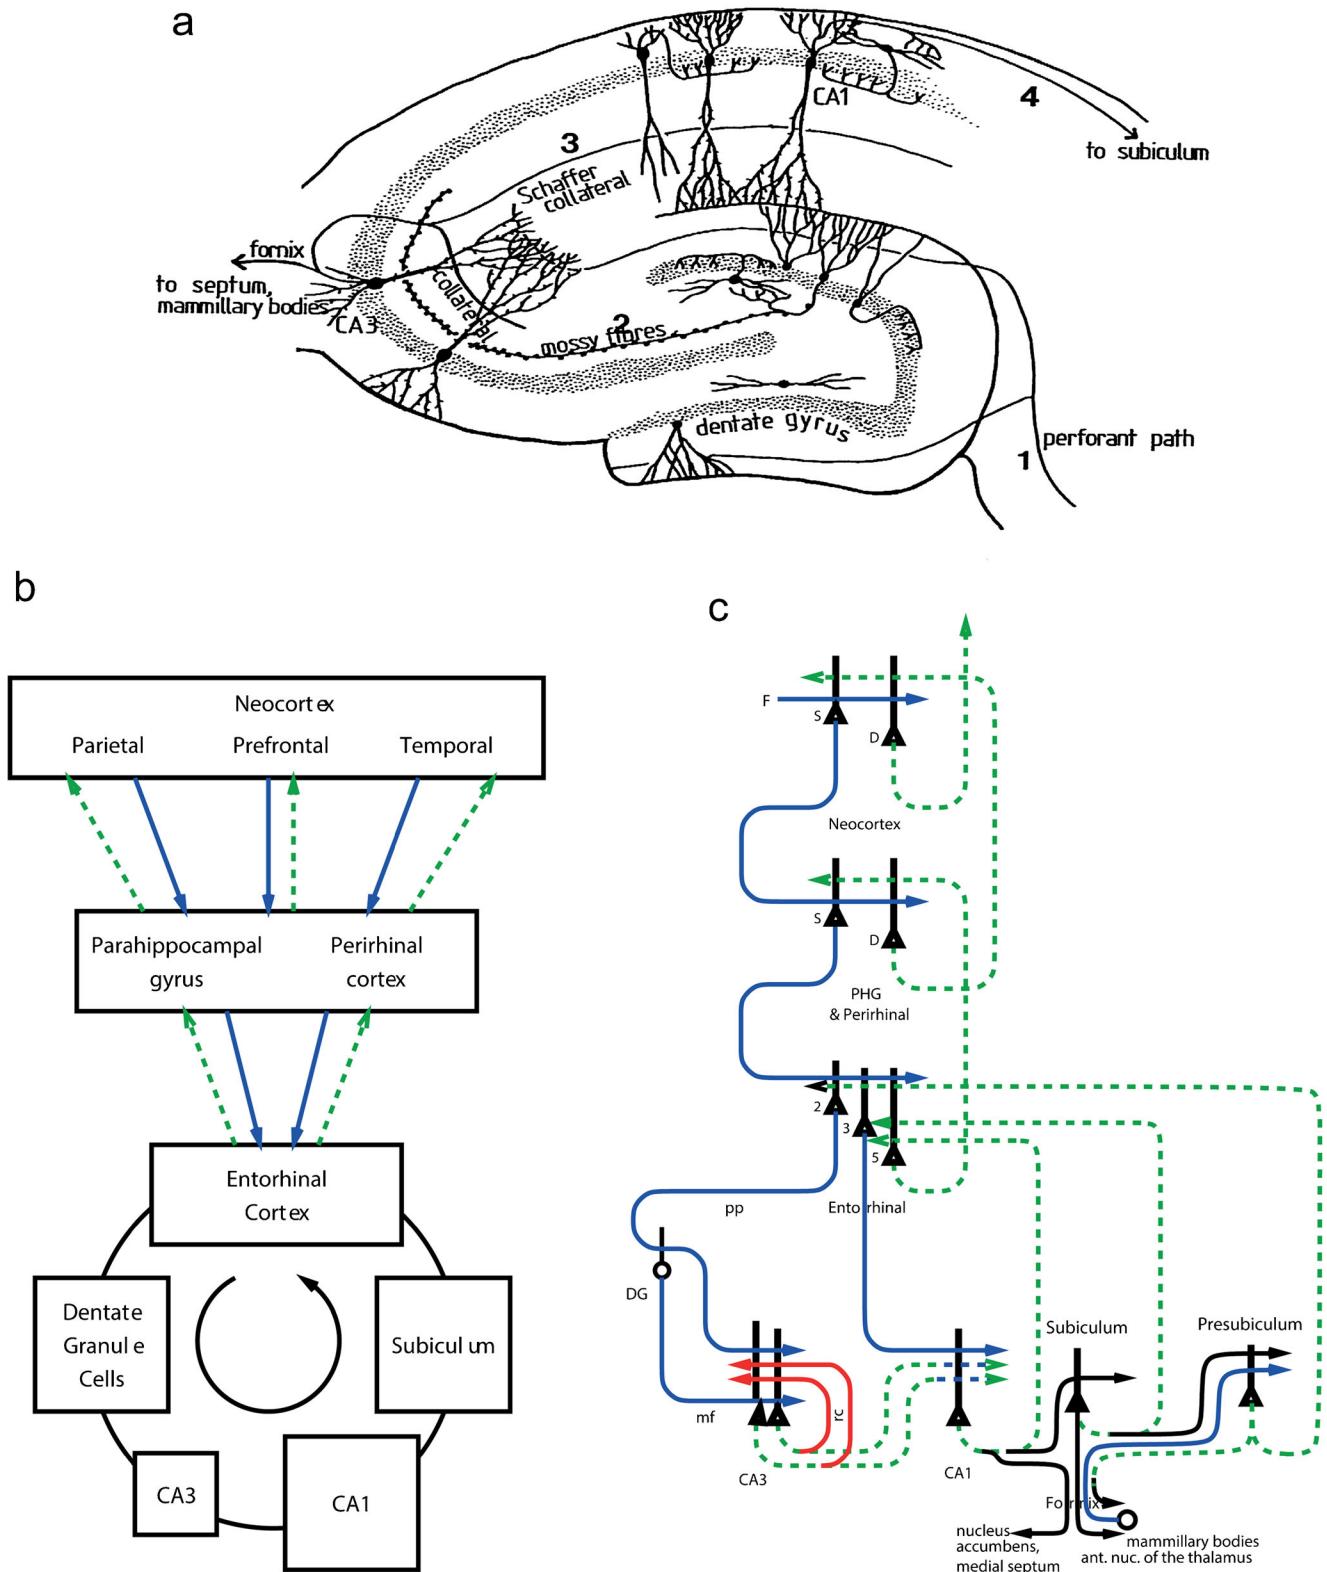 a
CA1
4
to subiculum
3
Schaffer
collateral
fornix
to septum,
mammillary bodies
CA3
collateral
2
mossy fibres
dentate gyrus
perforant path
1
b
Neocortex
Parietal Prefrontal Temporal
Parahippocampal
gyrus
Perirhinal
cortex
Entorhinal
Cortex
Dentate
Granule
Cells
Subiculum
CA3
CA1
c
F
S
D
Neocortex
S
D
PHG
& Perirhinal
2
3
5
pp
Entorhinal
DG
Subiculum
Presubiculum
mf
rc
CA3
CA1
Fornix
nucleus
accumbens,
medial septum
mammillary bodies
ant. nuc. of the thalamus